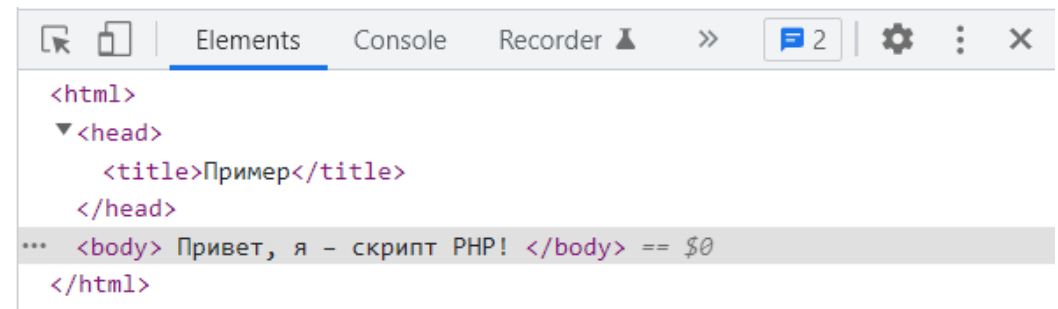 Elements Console Recorder » 2
<html>
<head>
<title>Пример</title>
</head>
... <body> Привет, я – скрипт PHP! </body> == $0
</html>